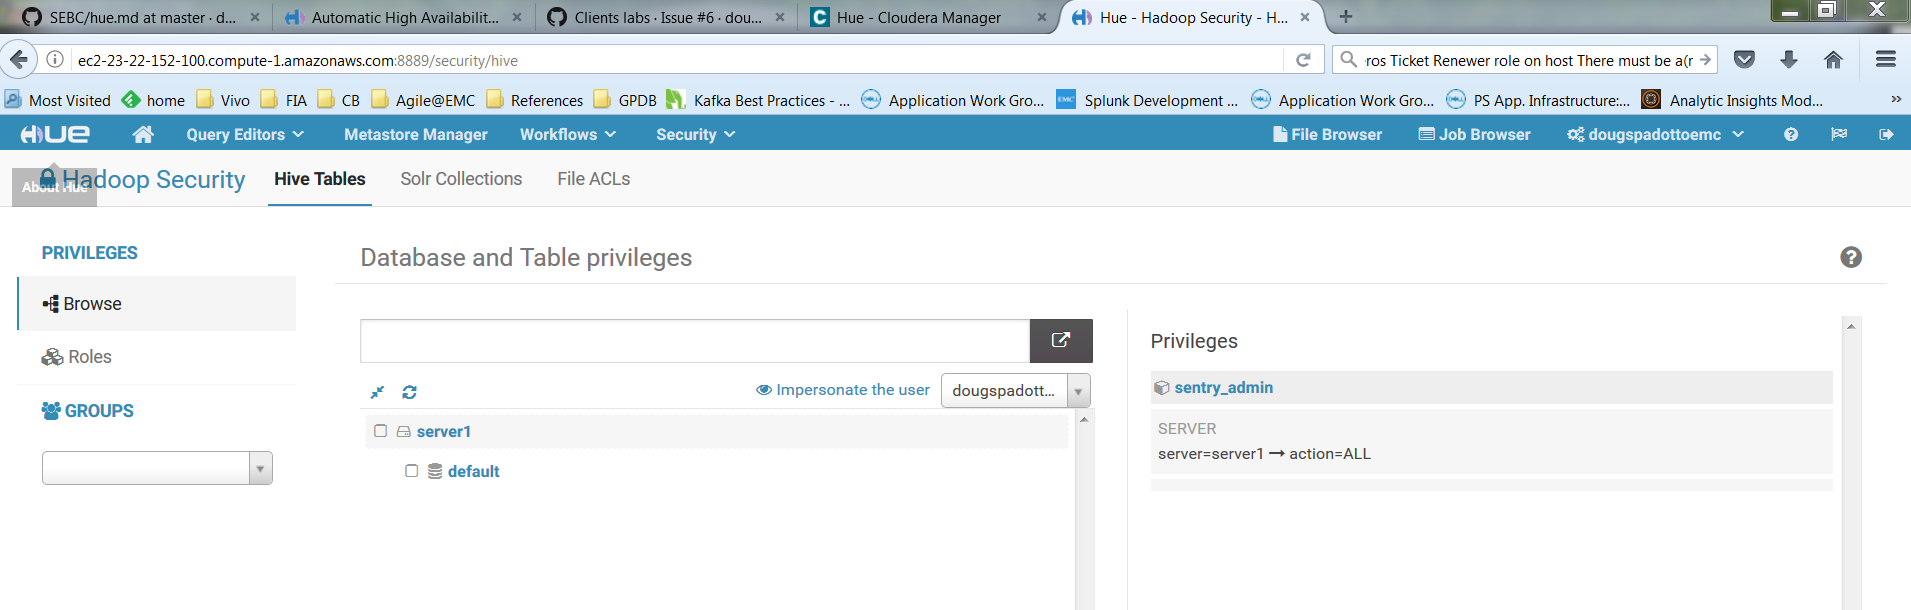 SEBC/hue.md at master · d...
Automatic High Availabilit...
Clients labs · Issue #6 · dou...
Hue - Cloudera Manager
Hue - Hadoop Security - H...
ec2-23-22-152-100.compute-1.amazonaws.com:8889/security/hive
ros Ticket Renewer role on host There must be a(r
Most Visited home Vivo FIA CB Agile@EMC References GPDB Kafka Best Practices - ... Application Work Gro... Splunk Development ... Application Work Gro... PS App. Infrastructure:... Analytic Insights Mod...
HUE Query Editors Metastore Manager Workflows Security File Browser Job Browser dougspadottoemc
Hadoop Security Hive Tables Solr Collections File ACLs
About Hue
PRIVILEGES
Browse
Roles
GROUPS
Database and Table privileges
Impersonate the user dougspadott...
server1
default
Privileges
sentry_admin
SERVER
server=server1 → action=ALL